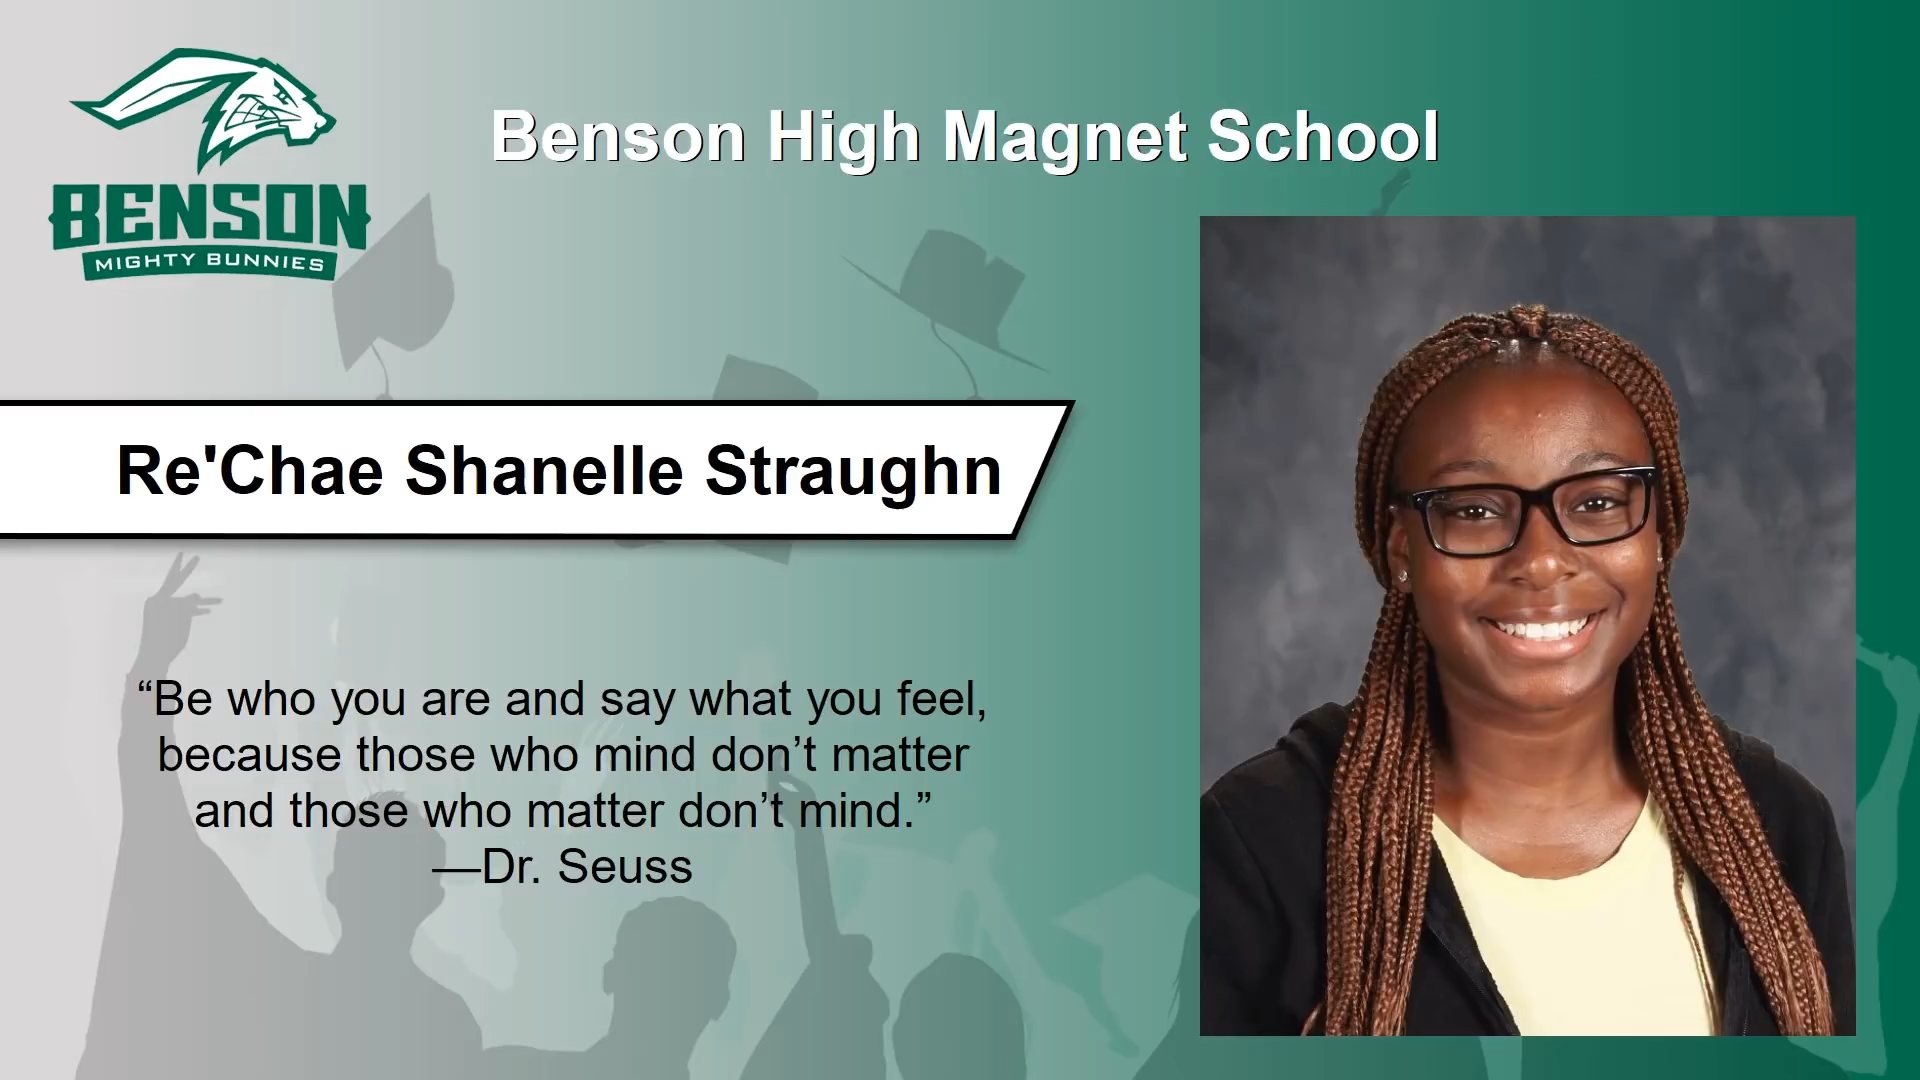 BENSON
MIGHTY BUNNIES
Benson High Magnet School
Re'Chae Shanelle Straughn
“Be who you are and say what you feel,
because those who mind don’t matter
and those who matter don’t mind.”
—Dr. Seuss